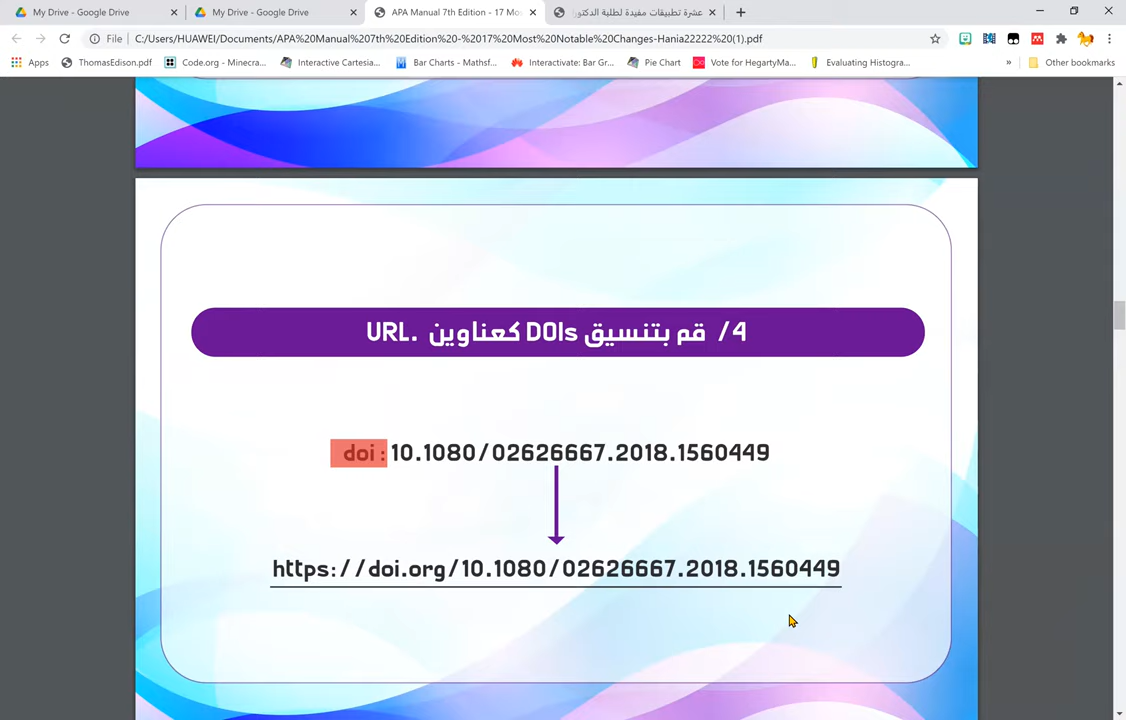 My Drive - Google Drive
My Drive - Google Drive
APA Manual 7th Edition - 17 Mo
عشرة تطبيقات مفيدة لطلبة الدكتورا
File
C:/Users/HUAWEI/Documents/APA%20Manual%207th%20Edition%20-%2017%20Most%20Notable%20Changes-Hania22222%20(1).pdf
Apps
ThomasEdison.pdf
Code.org - Minecra...
Interactive Cartesia...
Bar Charts - Mathsf...
Interactivate: Bar Gr...
Pie Chart
Vote for HegartyMa...
Evaluating Histogra...
»
Other bookmarks
4/ قم بتنسيق DOIs كعناوين URL.
doi: 10.1080/02626667.2018.1560449
https://doi.org/10.1080/02626667.2018.1560449